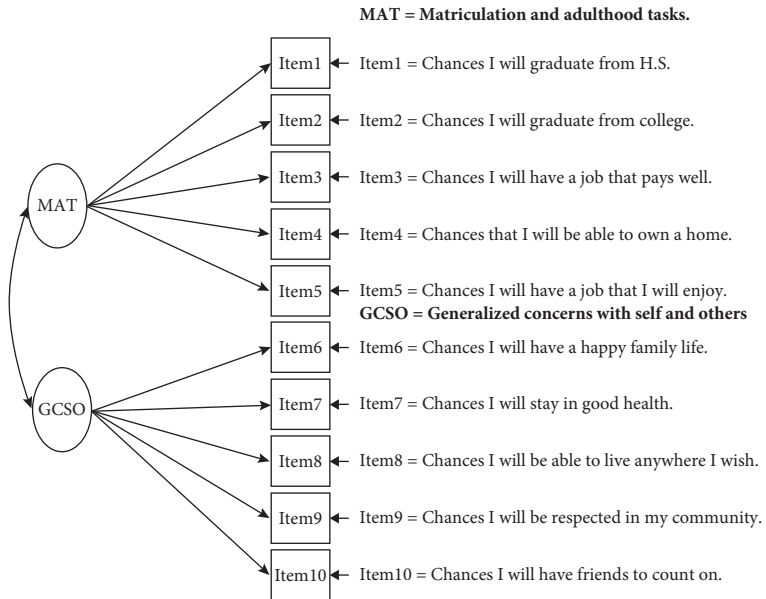 MAT = Matriculation and adulthood tasks.
Item1
Item1 = Chances I will graduate from H.S.
Item2
Item2 = Chances I will graduate from college.
Item3
Item3 = Chances I will have a job that pays well.
MAT
Item4
Item4 = Chances that I will be able to own a home.
Item5
Item5 = Chances I will have a job that I will enjoy.
GCSO = Generalized concerns with self and others
Item6
Item6 = Chances I will have a happy family life.
Item7
Item7 = Chances I will stay in good health.
GCSO
Item8
Item8 = Chances I will be able to live anywhere I wish.
Item9
Item9 = Chances I will be respected in my community.
Item10
Item10 = Chances I will have friends to count on.